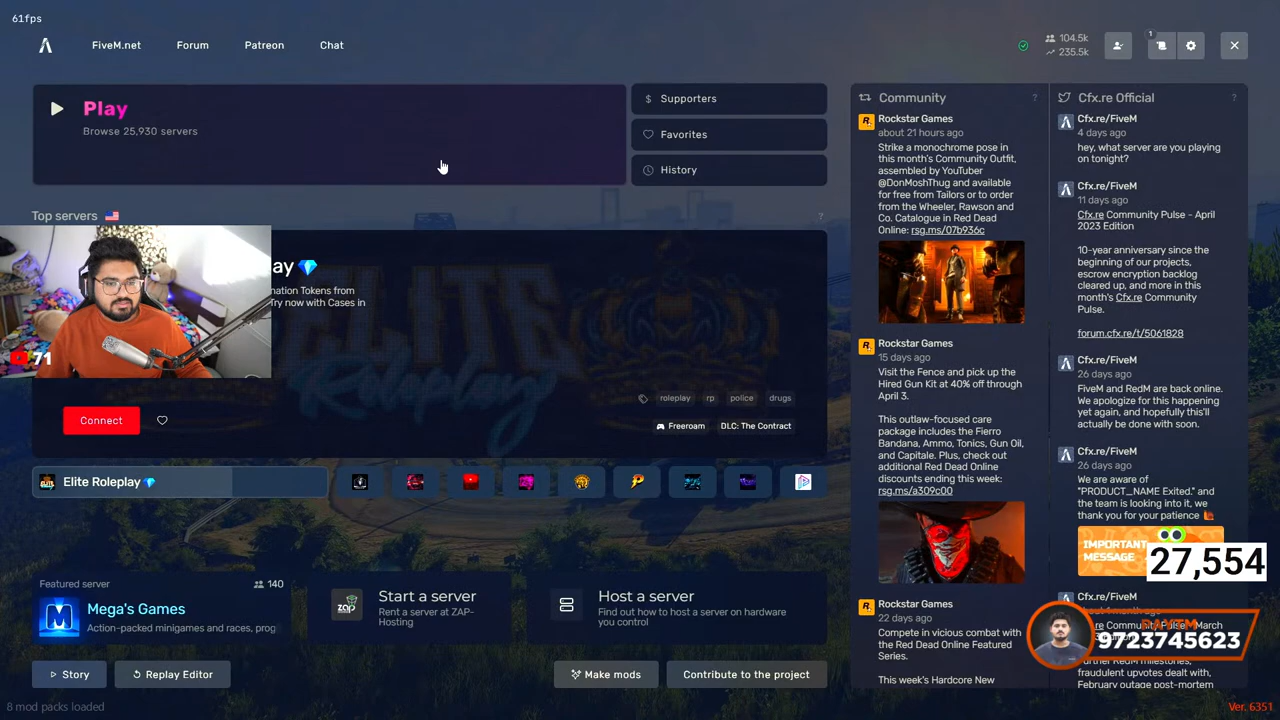 61fps
FiveM.net
Forum
Patreon
Chat
104.5k
235.5k
1
Play
Browse 25,930 servers
$ Supporters
Favorites
History
Top servers
?
ay
nation Tokens from
Try now with Cases in
ELITE
Roleplay
71
Connect
roleplay
rp
police
drugs
Freeroam
DLC: The Contract
Elite Roleplay
Featured server
140
Mega's Games
Action-packed minigames and races, prog
ZAP
Start a server
Rent a server at ZAP-
Hosting
Host a server
Find out how to host a server on hardware
you control
Story
Replay Editor
Make mods
Contribute to the project
8 mod packs loaded
Community
?
Rockstar Games
about 21 hours ago
Strike a monochrome pose in
this month's Community Outfit,
assembled by YouTuber
@DonMoshThug and available
for free from Tailors or to order
from the Wheeler, Rawson and
Co. Catalogue in Red Dead
Online: rsg.ms/07b936c
Rockstar Games
15 days ago
Visit the Fence and pick up the
Hired Gun Kit at 40% off through
April 3.
This outlaw-focused care
package includes the Fierro
Bandana, Ammo, Tonics, Gun Oil,
and Capitale. Plus, check out
additional Red Dead Online
discounts ending this week:
rsg.ms/a309c00
Rockstar Games
22 days ago
Compete in vicious combat with
the Red Dead Online Featured
Series.
This week's Hardcore New
Cfx.re Official
?
Cfx.re/FiveM
4 days ago
hey, what server are you playing
on tonight?
Cfx.re/FiveM
11 days ago
Cfx.re Community Pulse - April
2023 Edition
10-year anniversary since the
beginning of our projects,
escrow encryption backlog
cleared up, and more in this
month's Cfx.re Community
Pulse.
forum.cfx.re/t/5061828
Cfx.re/FiveM
26 days ago
FiveM and RedM are back online.
We apologize for this happening
yet again, and hopefully this'll
actually be done with soon.
Cfx.re/FiveM
26 days ago
We are aware of
"PRODUCT_NAME Exited." and
the team is looking into it, we
thank you for your patience
IMPORTANT
MESSAGE
27,554
Cfx.re/FiveM
about 1 month ago
.re Community Pulse - March
PAYTM
9723745623
Further RedM milestones,
fraudulent upvotes dealt with,
February outage post-mortem
Ver. 6351